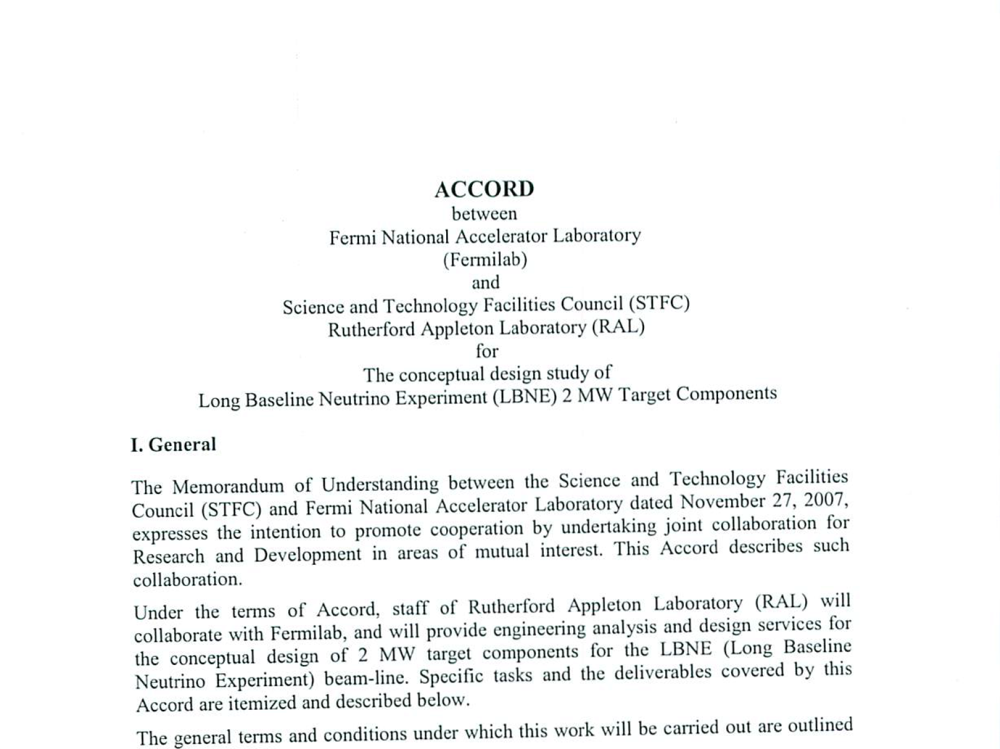 ACCORD
between
Fermi National Accelerator Laboratory
(Fermilab)
and
Science and Technology Facilities Council (STFC)
Rutherford Appleton Laboratory (RAL)
for
The conceptual design study of
Long Baseline Neutrino Experiment (LBNE) 2 MW Target Components
I. General
The Memorandum of Understanding between the Science and Technology Facilities
Council (STFC) and Fermi National Accelerator Laboratory dated November 27, 2007,
expresses the intention to promote cooperation by undertaking joint collaboration for
Research and Development in areas of mutual interest. This Accord describes such
collaboration.
Under the terms of Accord, staff of Rutherford Appleton Laboratory (RAL) will
collaborate with Fermilab, and will provide engineering analysis and design services for
the conceptual design of 2 MW target components for the LBNE (Long Baseline
Neutrino Experiment) beam-line. Specific tasks and the deliverables covered by this
Accord are itemized and described below.
The general terms and conditions under which this work will be carried out are outlined